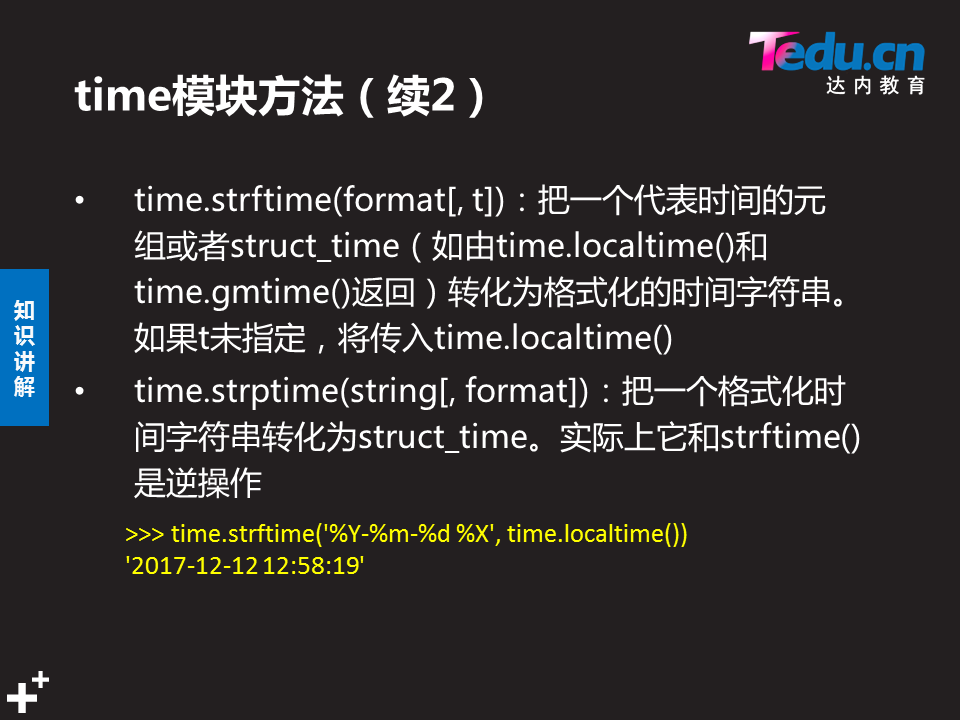 Tedu.cn
达内教育
time模块方法（续2）
• time.strftime(format[, t])：把一个代表时间的元
组或者struct_time（如由time.localtime()和
time.gmtime()返回）转化为格式化的时间字符串。
如果t未指定，将传入time.localtime()
• time.strptime(string[, format])：把一个格式化时
间字符串转化为struct_time。实际上它和strftime()
是逆操作
>>> time.strftime('%Y-%m-%d %X', time.localtime())
'2017-12-12 12:58:19'
知
识
讲
解